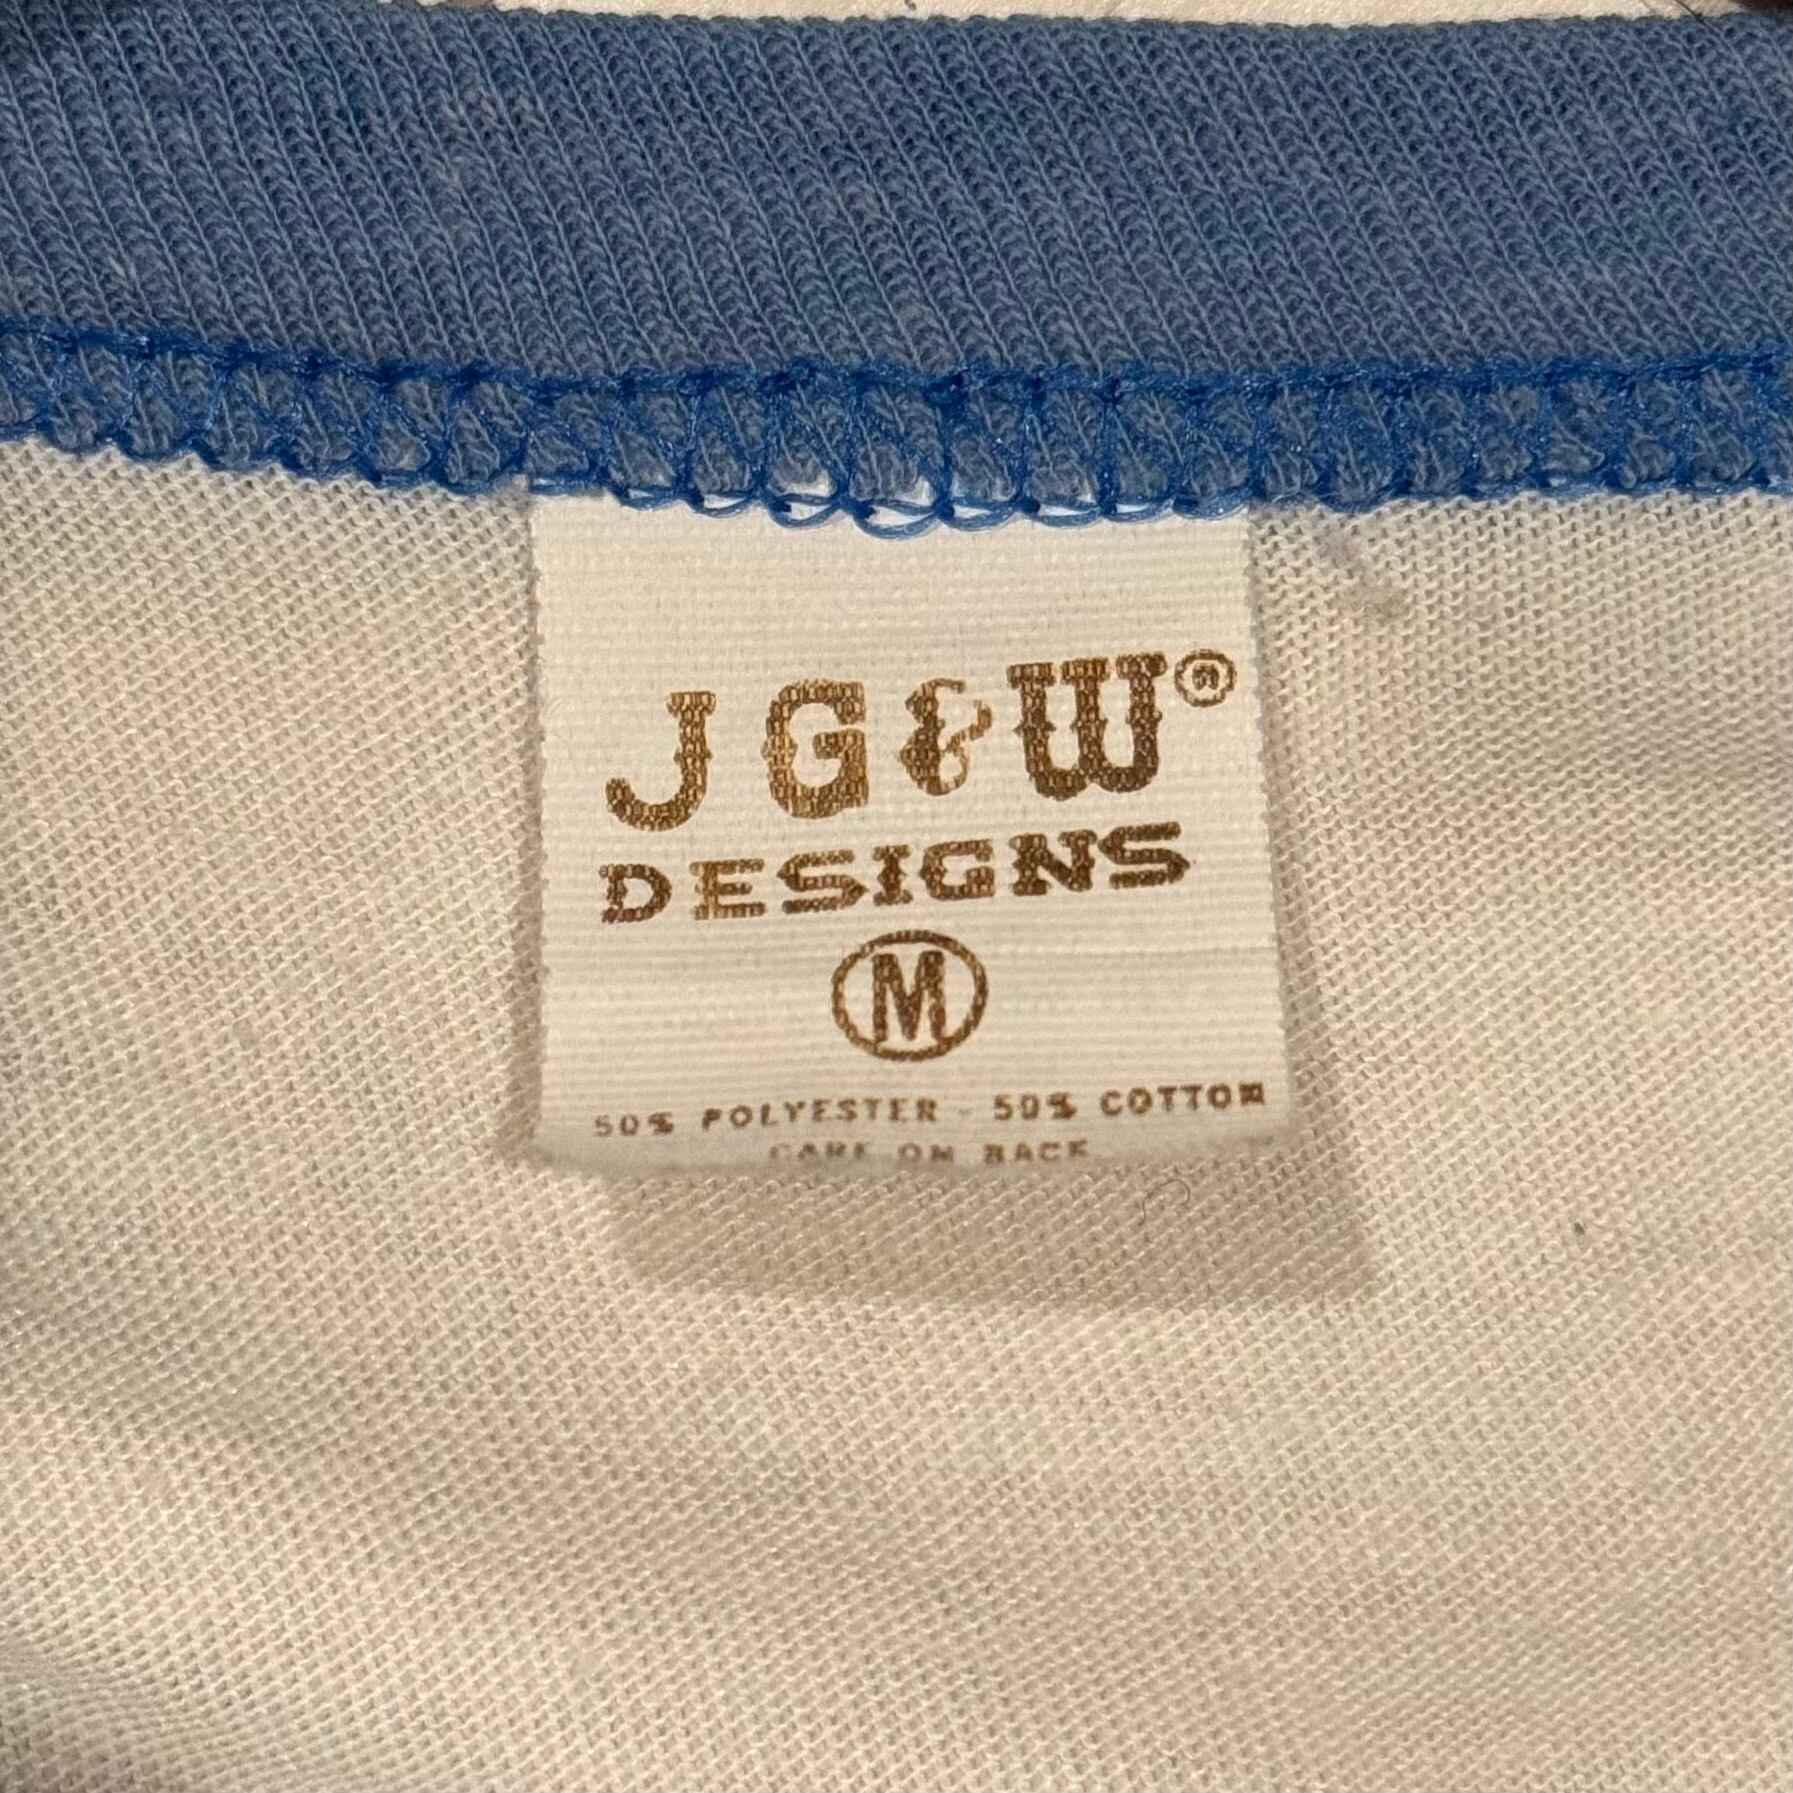 JG&W®
DESIGNS
M
50% POLYESTER - 50% COTTON
CARE ON BACK